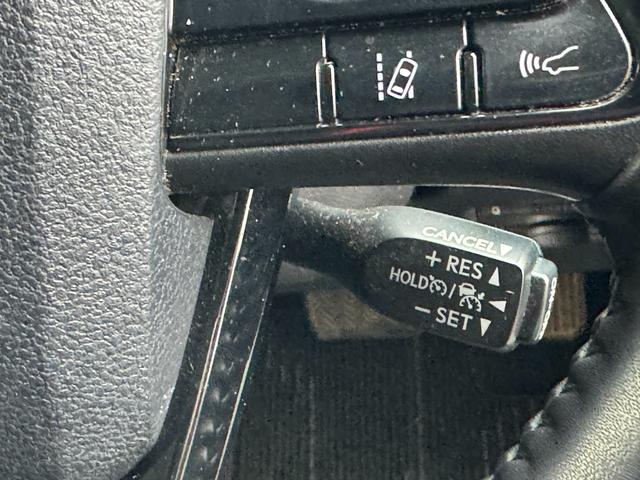 CANCEL▼
+ RES ▲
HOLD /
− SET ▼